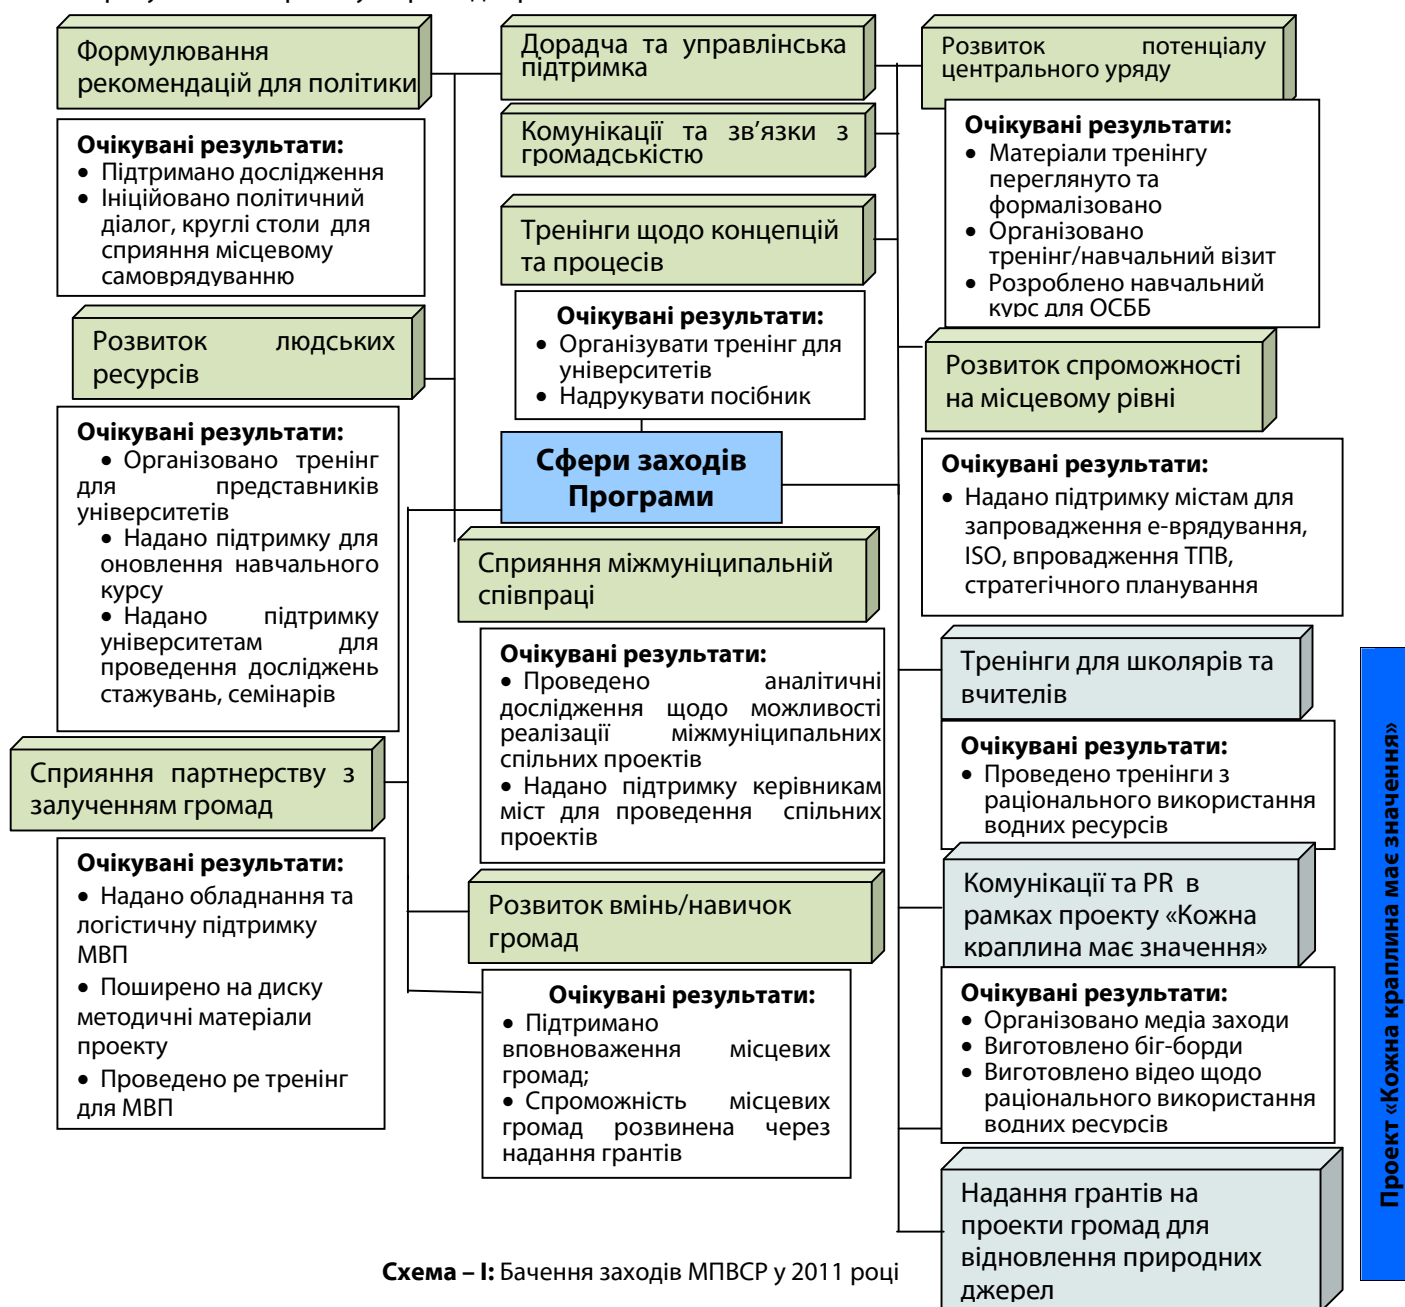 Формулювання
рекомендацій для політики
Очікувані результати:
• Підтримано дослідження
• Ініційовано політичний
діалог, круглі столи для
сприяння місцевому
самоврядуванню
Розвиток людських
ресурсів
Очікувані результати:
• Організовано тренінг
для представників
університетів
• Надано підтримку для
оновлення навчального
курсу
• Надано підтримку
університетам для
проведення досліджень
стажувань, семінарів
Сприяння партнерству з
залученням громад
Очікувані результати:
• Надано обладнання та
логістичну підтримку
МВП
• Поширено на диску
методичні матеріали
проекту
• Проведено ре тренінг
для МВП
Дорадча та управлінська
підтримка
Комунікації та зв’язки з
громадськістю
Тренінги щодо концепцій
та процесів
Очікувані результати:
• Організувати тренінг для
університетів
• Надрукувати посібник
Сфери заходів
Програми
Сприяння міжмуніципальній
співпраці
Очікувані результати:
• Проведено аналітичні
дослідження щодо можливості
реалізації міжмуніципальних
спільних проектів
• Надано підтримку керівникам
міст для проведення спільних
проектів
Розвиток вмінь/навичок
громад
Очікувані результати:
• Підтримано
вповноваження місцевих
громад;
• Спроможність місцевих
громад розвинена через
надання грантів
Розвиток потенціалу
центрального уряду
Очікувані результати:
• Матеріали тренінгу
переглянуто та
формалізовано
• Організовано
тренінг/навчальний візит
• Розроблено навчальний
курс для ОСББ
Розвиток спроможності
на місцевому рівні
Очікувані результати:
• Надано підтримку містам для
запровадження е-врядування,
ISO, впровадження ТПВ,
стратегічного планування
Тренінги для школярів та
вчителів
Очікувані результати:
• Проведено тренінги з
раціонального використання
водних ресурсів
Комунікації та PR в
рамках проекту «Кожна
краплина має значення»
Очікувані результати:
• Організовано медіа заходи
• Виготовлено біг-борди
• Виготовлено відео щодо
раціонального використання
водних ресурсів
Надання грантів на
проекти громад для
відновлення природних
джерел
Проект «Кожна краплина має значення»
Схема – I: Бачення заходів МПВСР у 2011 році